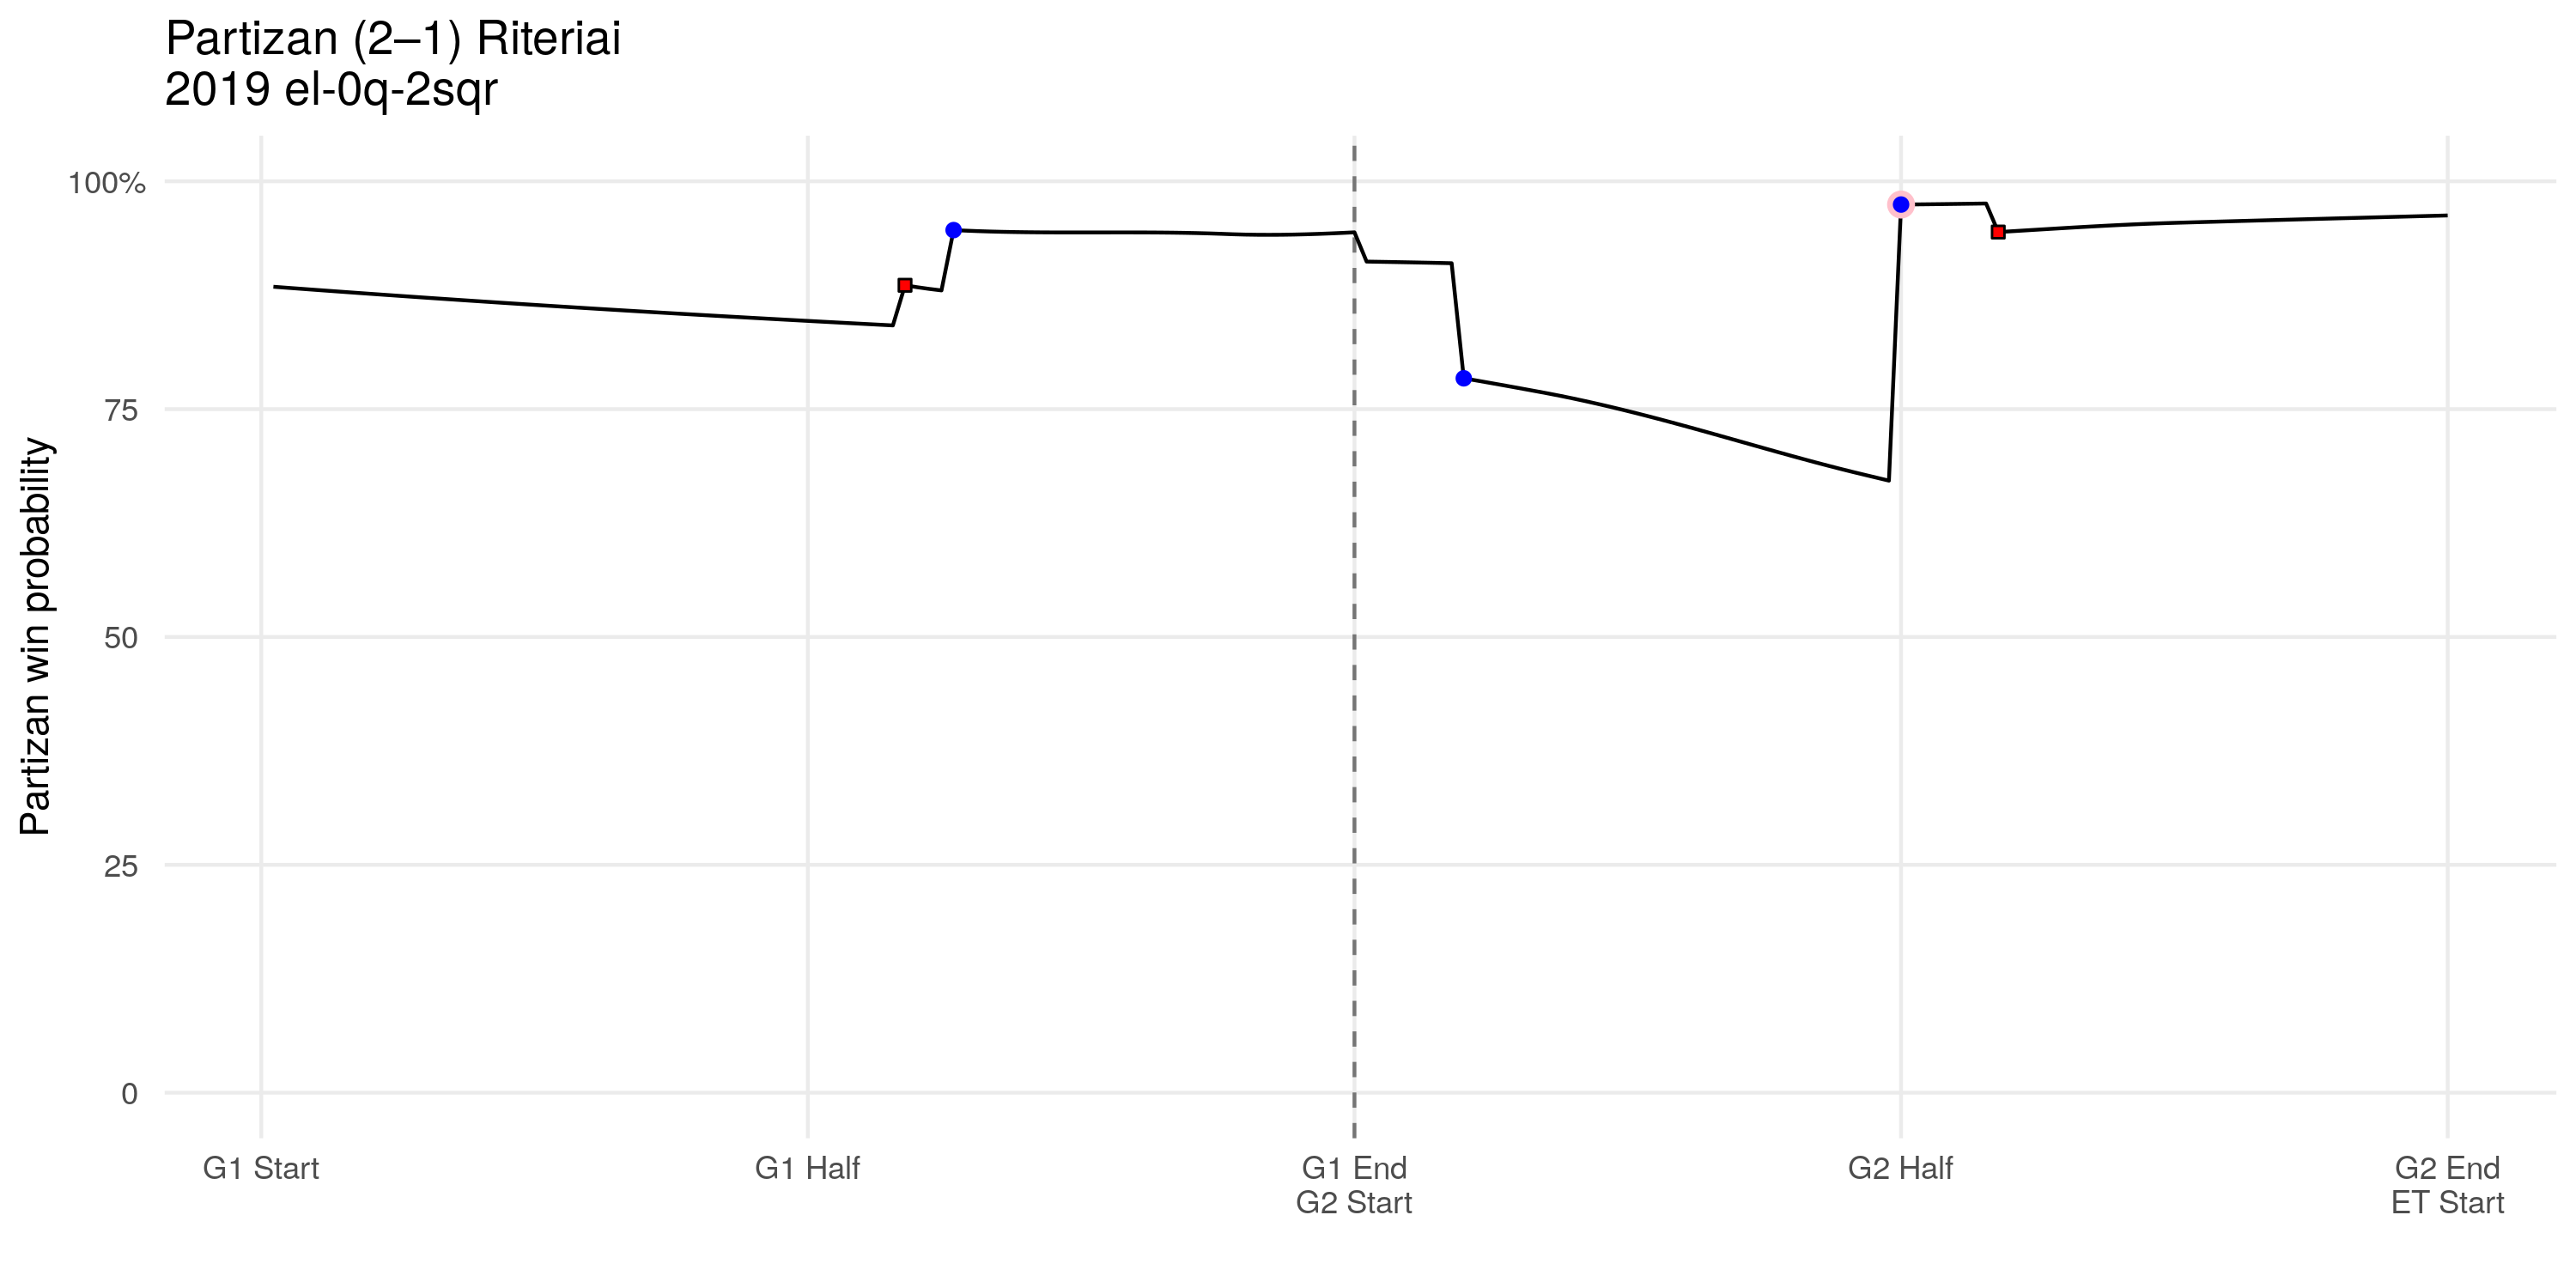 Partizan (2–1) Riteriai
2019 el-0q-2sqr
Partizan win probability
100%
75
50
25
0
G1 Start
G1 Half
G1 End
G2 Start
G2 Half
G2 End
ET Start